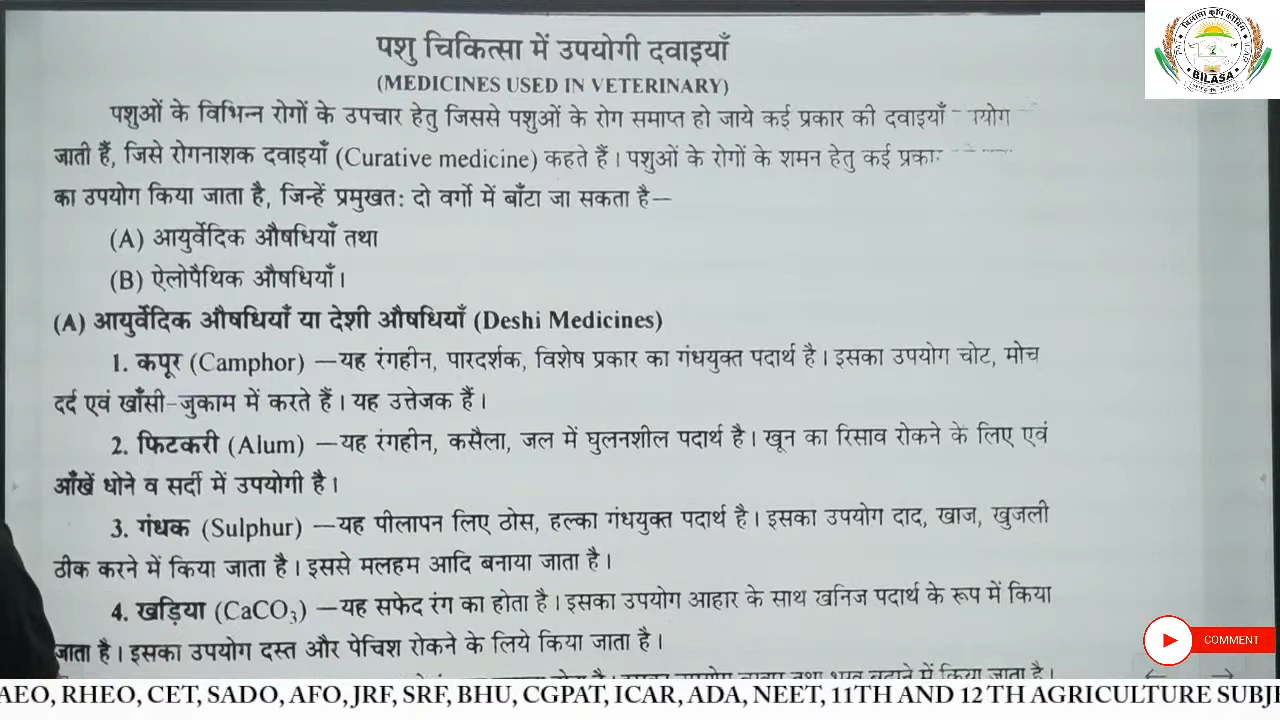 पशु चिकित्सा में उपयोगी दवाइयाँ
(MEDICINES USED IN VETERINARY)
पशुओं के विभिन्न रोगों के उपचार हेतु जिससे पशुओं के रोग समाप्त हो जाये कई प्रकार की दवाइयाँ
जाती हैं, जिसे रोगनाशक दवाइयाँ (Curative medicine) कहते हैं। पशुओं के रोगों के शमन हेतु कई
का उपयोग किया जाता है, जिन्हें प्रमुखत: दो वर्गो में बाँटा जा सकता है—
(A) आयुर्वेदिक औषधियाँ तथा
(B) ऐलोपैथिक औषधियाँ।
(A) आयुर्वेदिक औषधियाँ या देशी औषधियाँ (Deshi Medicines)
1. कपूर (Camphor) —यह रंगहीन, पारदर्शक, विशेष प्रकार का गंधयुक्त पदार्थ है। इसका उपयोग चोट, मोच
दर्द एवं खाँसी-जुकाम में करते हैं। यह उत्तेजक हैं।
2. फिटकरी (Alum) —यह रंगहीन, कसैला, जल में घुलनशील पदार्थ है। खून का रिसाव रोकने के लिए एवं
आँखें धोने व सर्दी में उपयोगी है।
3. गंधक (Sulphur) —यह पीलापन लिए ठोस, हल्का गंधयुक्त पदार्थ है। इसका उपयोग दाद, खाज, खुजली
ठीक करने में किया जाता है। इससे मलहम आदि बनाया जाता है।
4. खड़िया (CaCO₃) —यह सफेद रंग का होता है। इसका उपयोग आहार के साथ खनिज पदार्थ के रूप में किया
जाता है। इसका उपयोग दस्त और पेचिश रोकने के लिये किया जाता है।
BILASA
COMMENT
AEO, RHEO, CET, SADO, AFO, JRF, SRF, BHU, CGPAT, ICAR, ADA, NEET, 11TH AND 12 TH AGRICULTURE